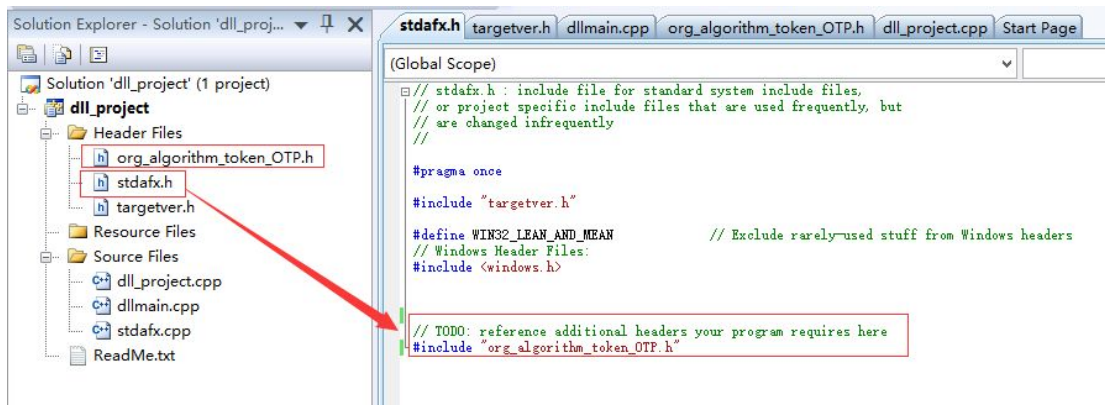 Solution Explorer - Solution 'dll_proj...
Solution 'dll_project' (1 project)
dll_project
Header Files
org_algorithm_token_OTP.h
stdafx.h
targetver.h
Resource Files
Source Files
dll_project.cpp
dllmain.cpp
stdafx.cpp
ReadMe.txt
stdafx.h targetver.h dllmain.cpp org_algorithm_token_OTP.h dll_project.cpp Start Page
(Global Scope)
// stdafx.h : include file for standard system include files,
// or project specific include files that are used frequently, but
// are changed infrequently
//
#pragma once
#include "targetver.h"
#define WIN32_LEAN_AND_MEAN // Exclude rarely-used stuff from Windows headers
// Windows Header Files:
#include <windows.h>
// TODO: reference additional headers your program requires here
#include "org_algorithm_token_OTP.h"